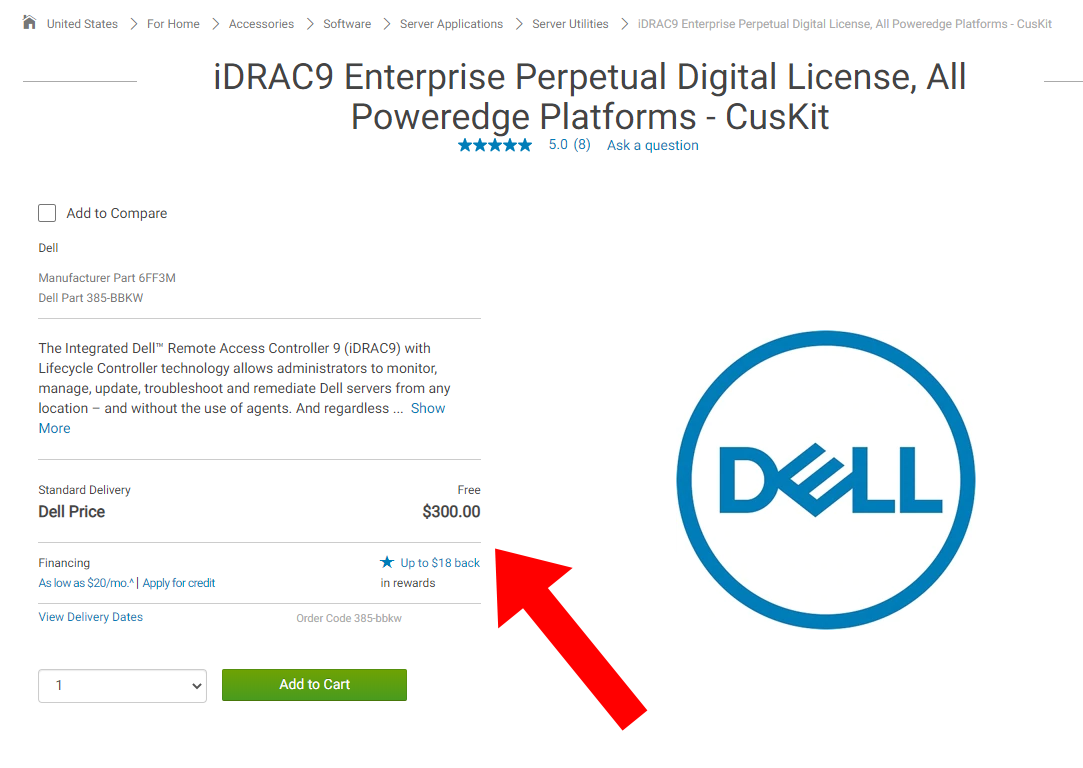 United States > For Home > Accessories > Software > Server Applications > Server Utilities > iDRAC9 Enterprise Perpetual Digital License, All Poweredge Platforms - CusKit
iDRAC9 Enterprise Perpetual Digital License, All
Poweredge Platforms - CusKit
5.0 (8) Ask a question
Add to Compare
Dell
Manufacturer Part 6FF3M
Dell Part 385-BBKW
The Integrated Dell™ Remote Access Controller 9 (iDRAC9) with
Lifecycle Controller technology allows administrators to monitor,
manage, update, troubleshoot and remediate Dell servers from any
location – and without the use of agents. And regardless ... Show
More
Standard Delivery Free
Dell Price $300.00
Financing Up to $18 back
As low as $20/mo.^ | Apply for credit in rewards
View Delivery Dates Order Code 385-bbkw
1 Add to Cart
DELL